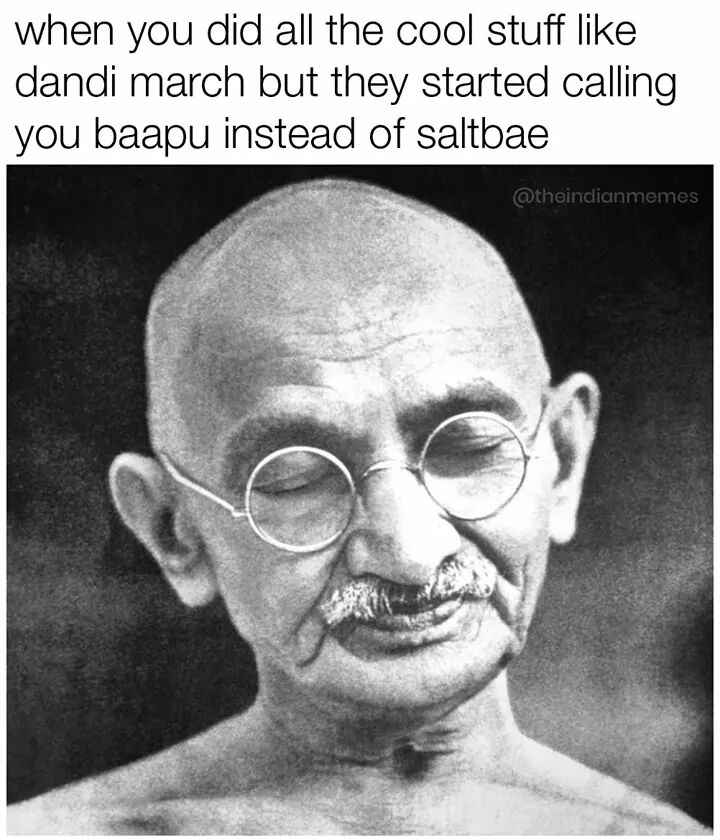 when you did all the cool stuff like
dandi march but they started calling
you baapu instead of saltbae
@theindianmemes